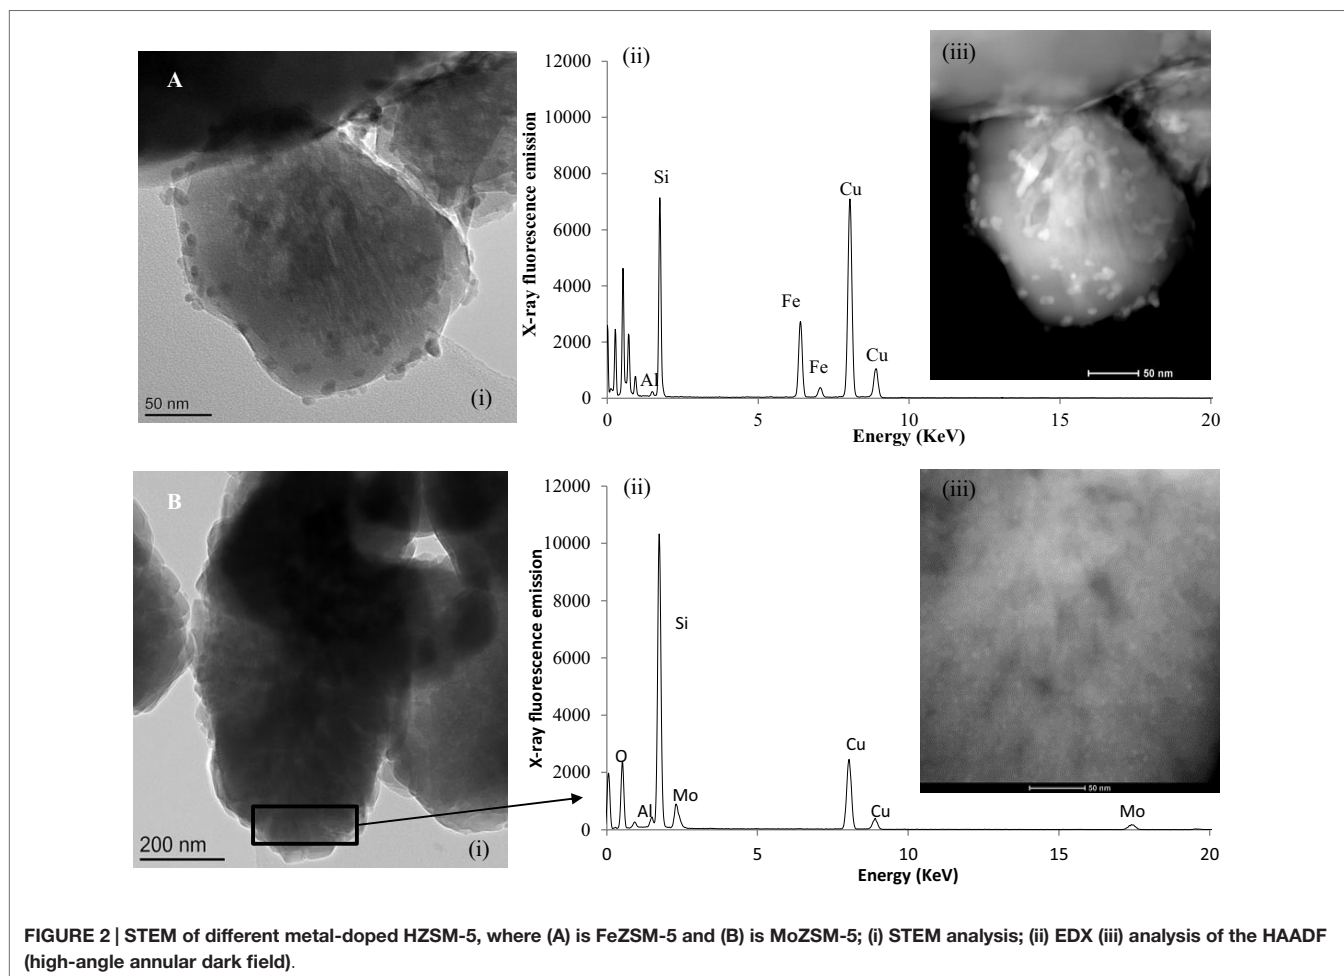 A
(i)
50 nm
(ii)
12000
10000
8000
6000
4000
2000
0
X-ray fluorescence emission
Si
Al
Fe
Fe
Cu
Cu
0 5 10 15 20
Energy (KeV)
(iii)
50 nm
B
(i)
200 nm
(ii)
12000
10000
8000
6000
4000
2000
0
X-ray fluorescence emission
O
Al
Si
Mo
Cu
Cu
Mo
0 5 10 15 20
Energy (KeV)
(iii)
50 nm
FIGURE 2 | STEM of different metal-doped HZSM-5, where (A) is FeZSM-5 and (B) is MoZSM-5; (i) STEM analysis; (ii) EDX (iii) analysis of the HAADF
(high-angle annular dark field).